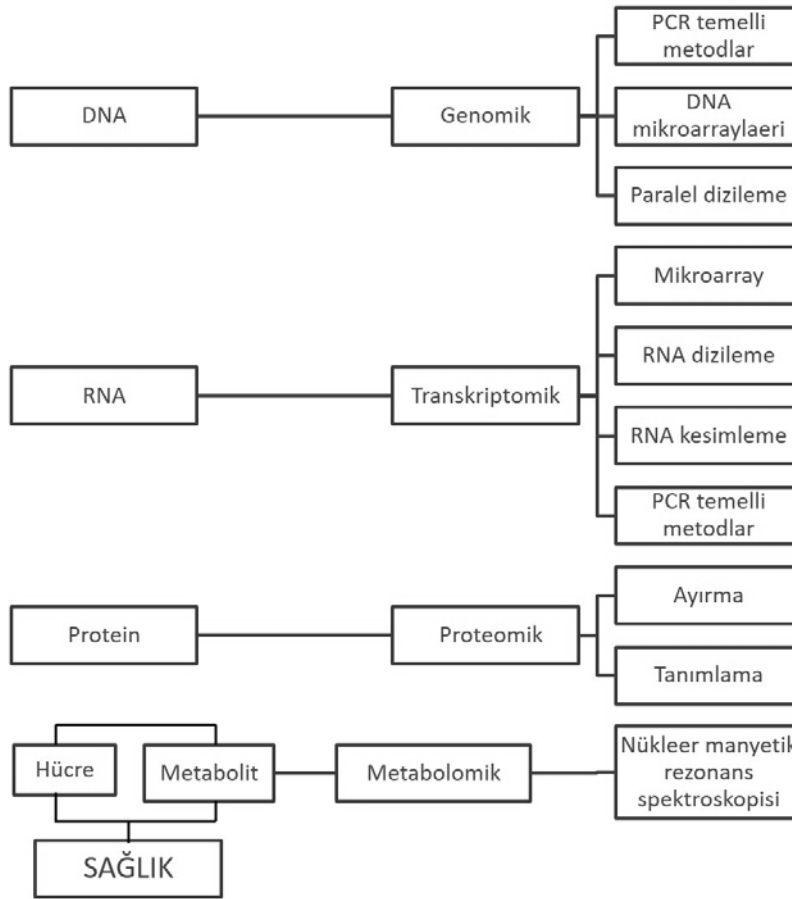 PCR temelli
metodlar
DNA
Genomik
DNA
mikroarraylaeri
Paralel dizileme
Mikroarray
RNA dizileme
RNA
Transkriptomik
RNA kesimleme
PCR temelli
metodlar
Ayırma
Protein
Proteomik
Tanımlama
Hücre
Metabolit
Metabolomik
Nükleer manyetik
rezonans
spektroskopisi
SAĞLIK